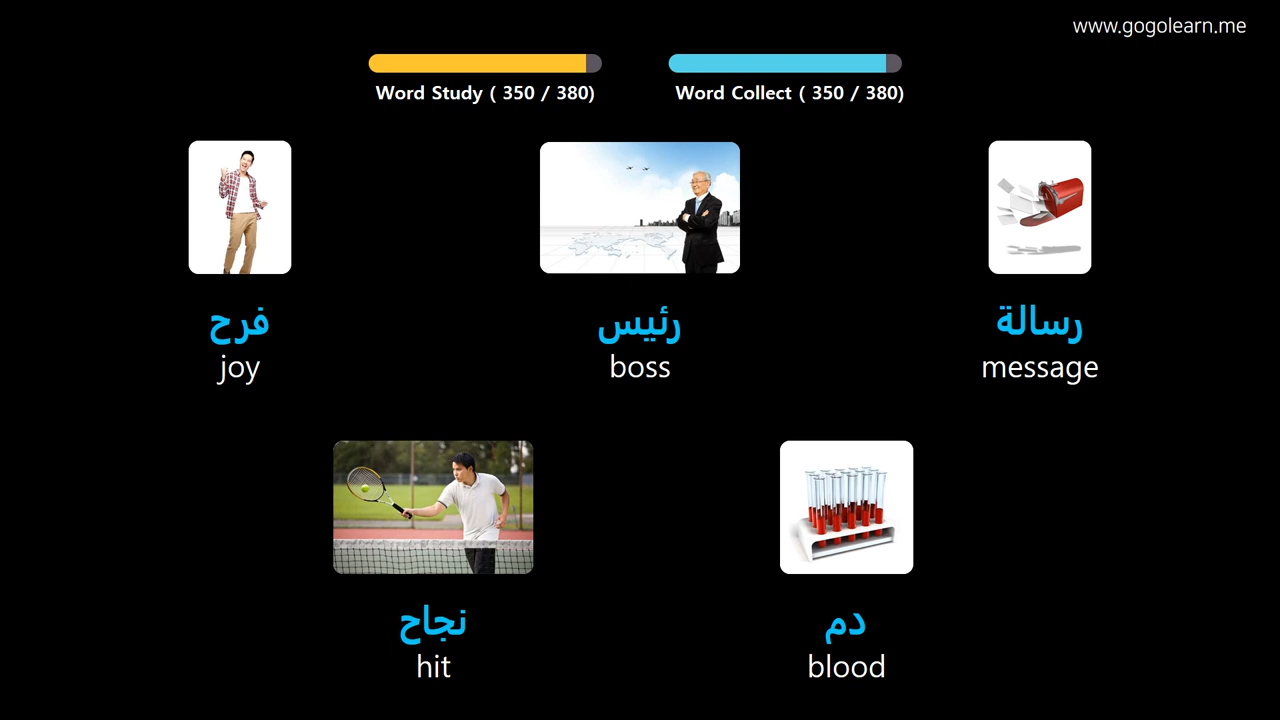 www.gogolearn.me
Word Study ( 350 / 380)
Word Collect ( 350 / 380)
فرح
joy
رئيس
boss
رسالة
message
نجاح
hit
دم
blood